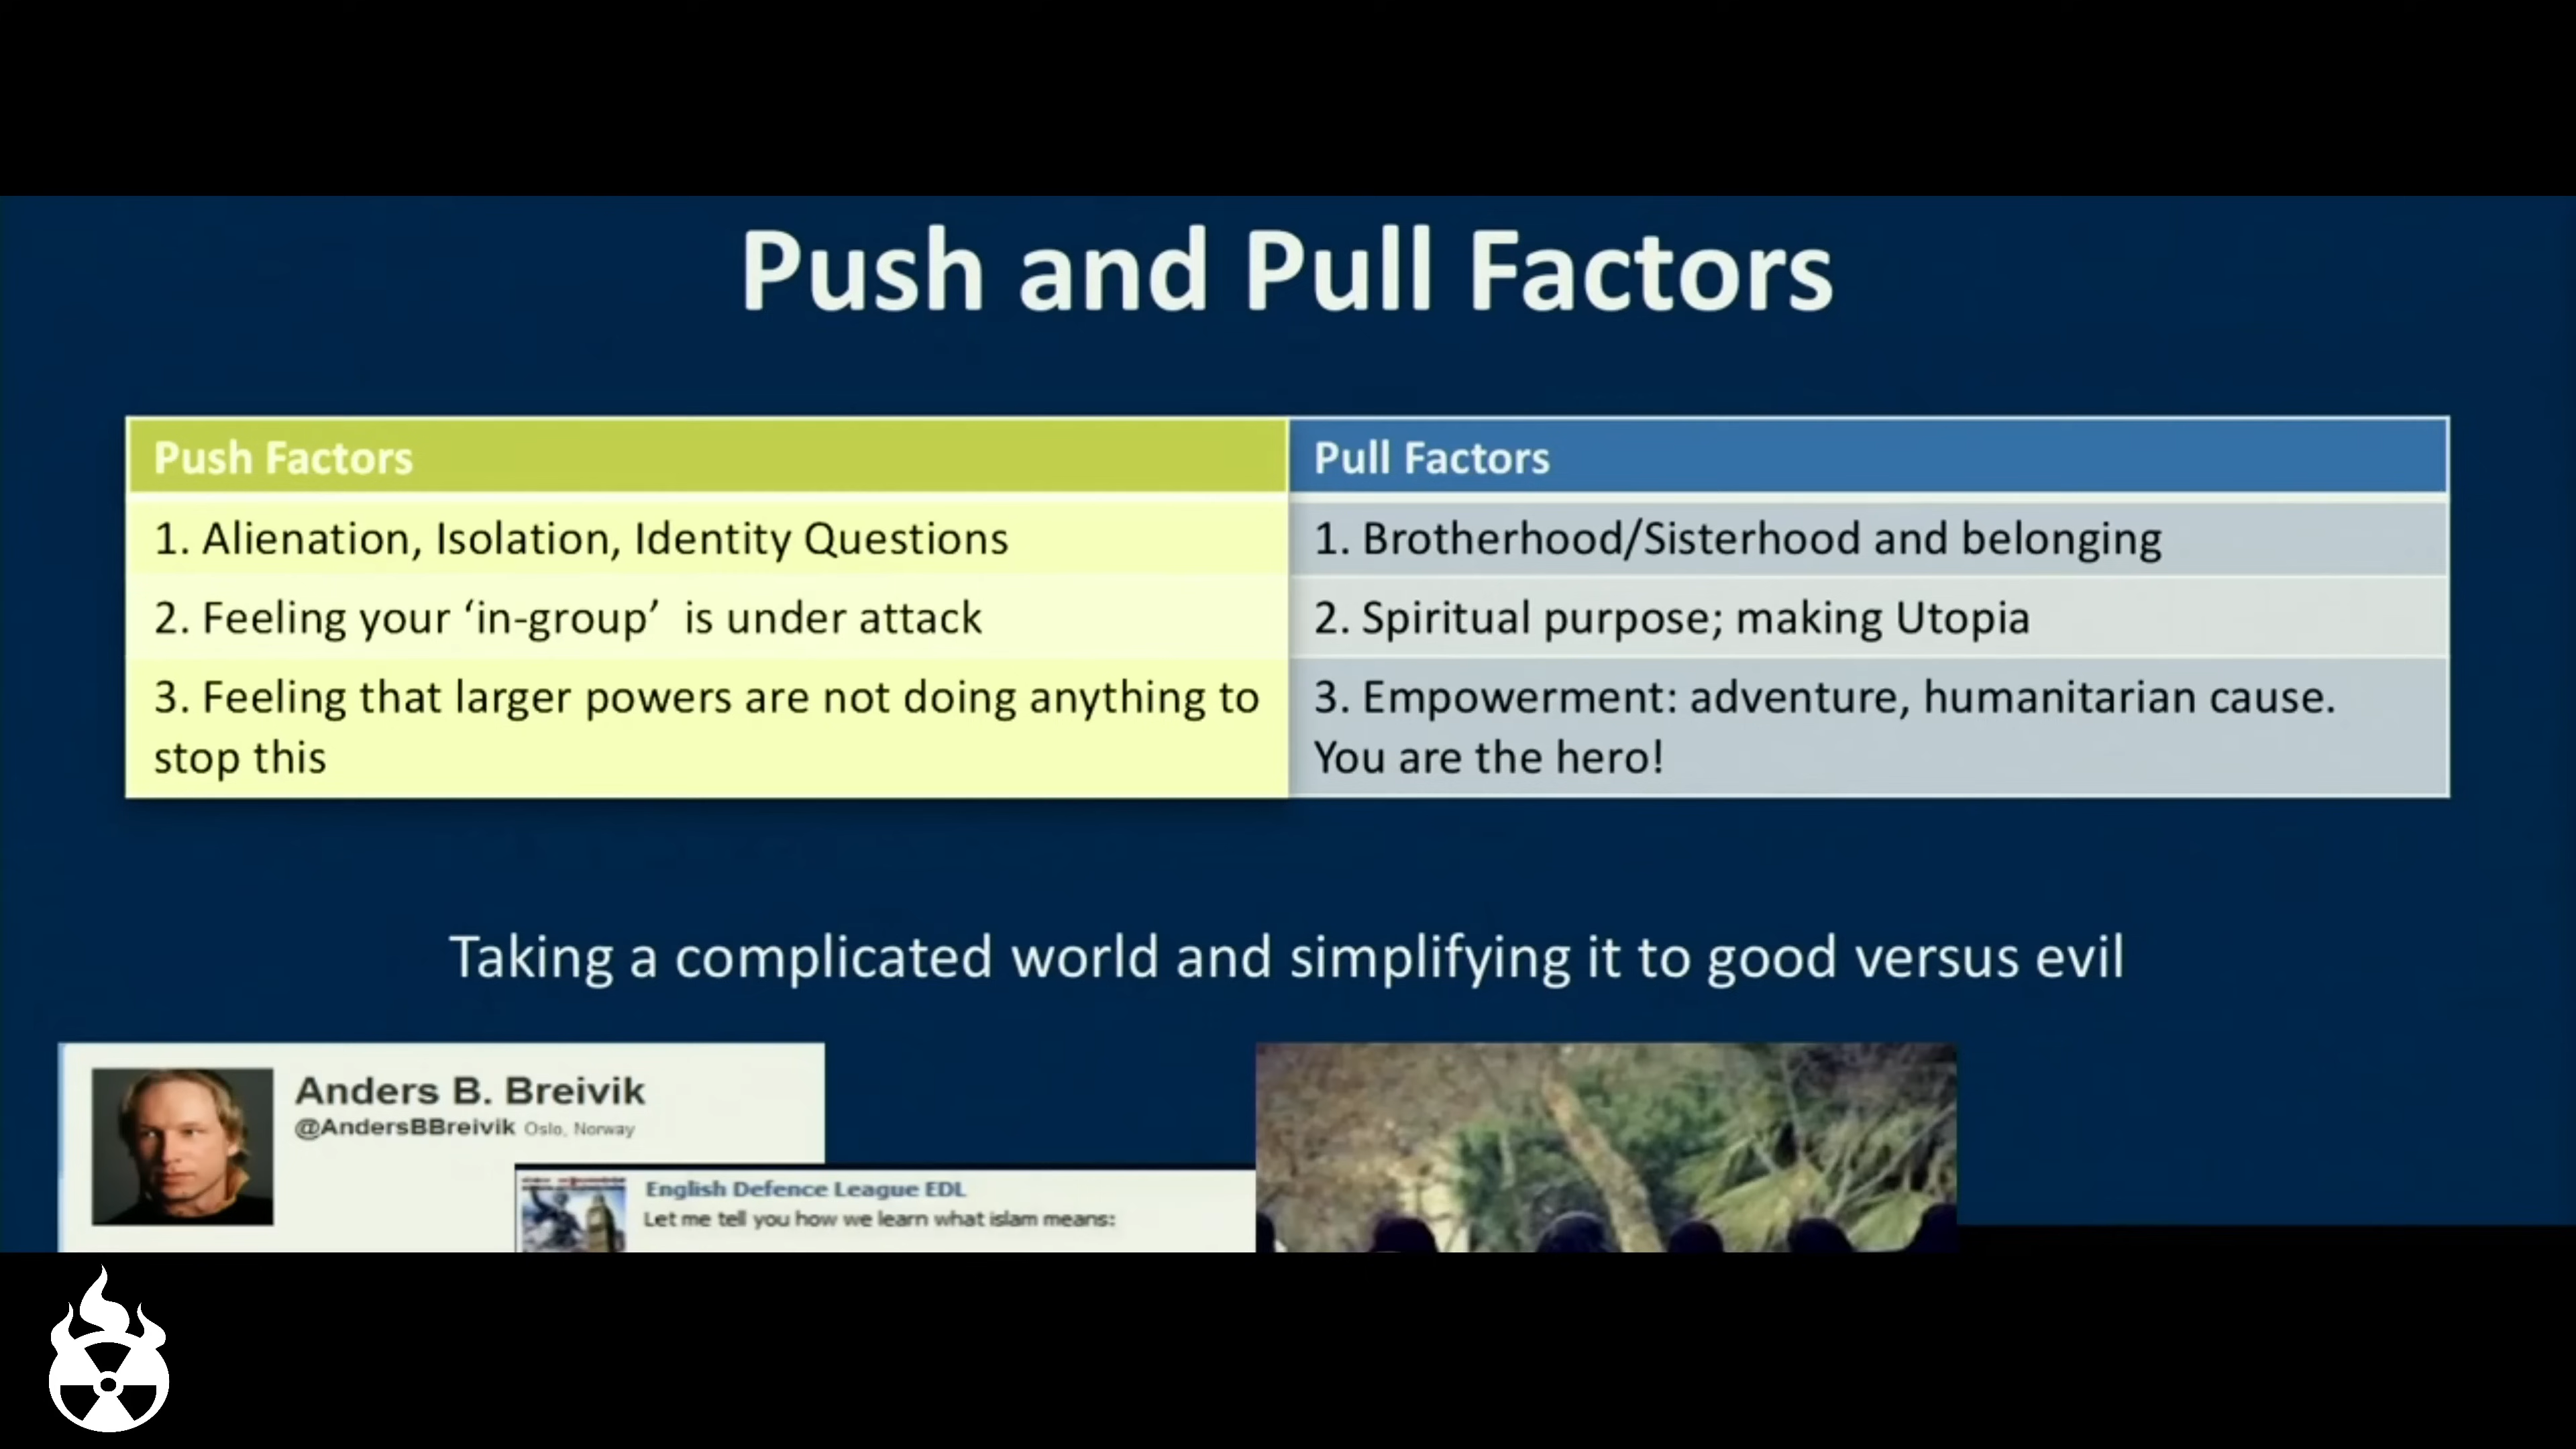 Push and Pull Factors
Push Factors
Pull Factors
1. Alienation, Isolation, Identity Questions
1. Brotherhood/Sisterhood and belonging
2. Feeling your ‘in-group’  is under attack
2. Spiritual purpose; making Utopia
3. Feeling that larger powers are not doing anything to
stop this
3. Empowerment: adventure, humanitarian cause.
You are the hero!
Taking a complicated world and simplifying it to good versus evil
Anders B. Breivik
@AndersBBreivik Oslo, Norway
English Defence League EDL
Let me tell you how we learn what islam means: